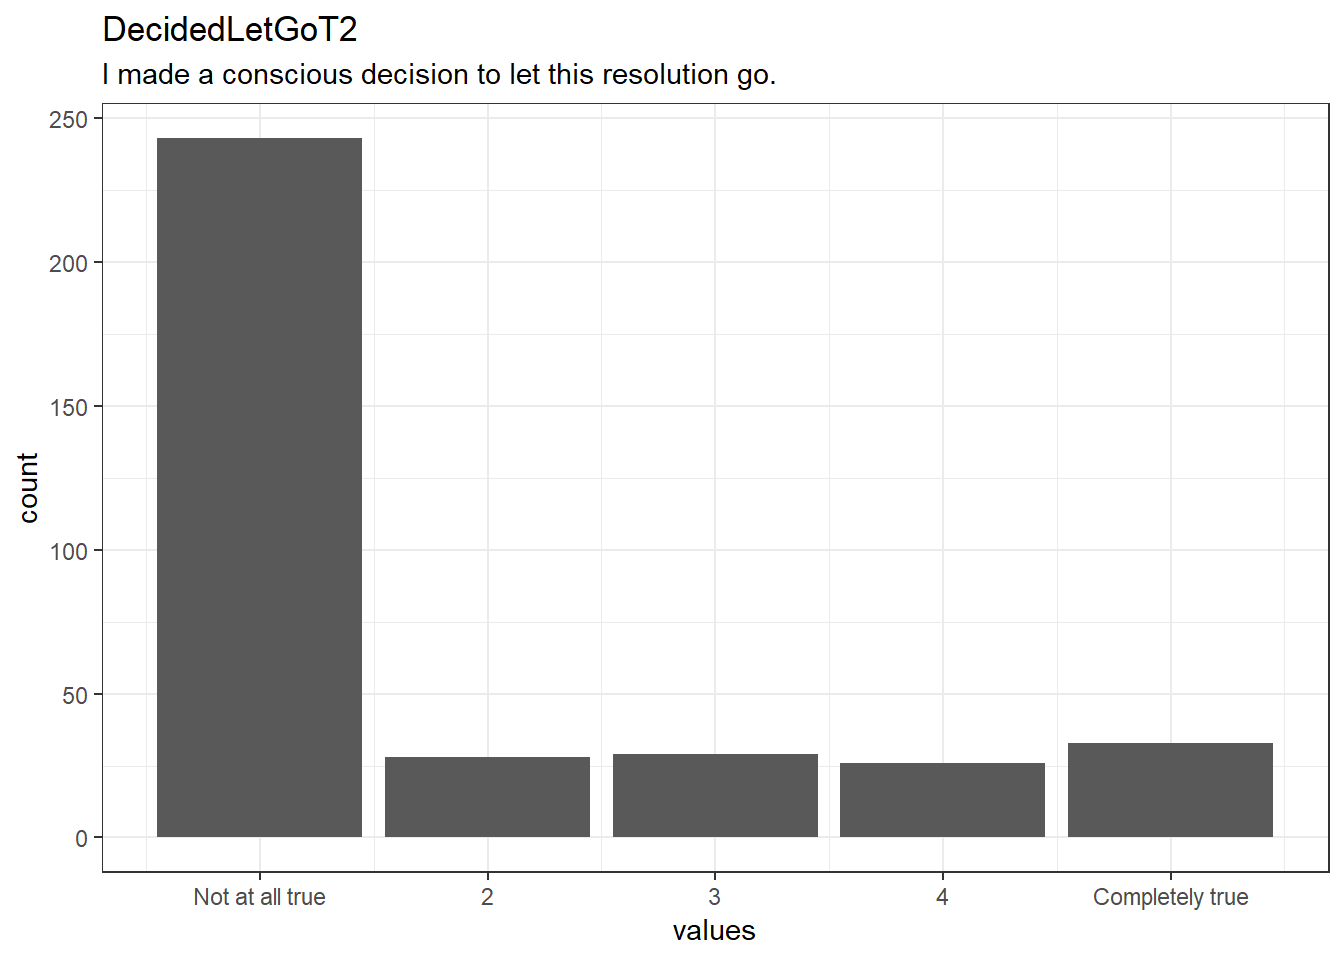 DecidedLetGoT2
I made a conscious decision to let this resolution go.
250
200
150
100
50
0
count
Not at all true 2 3 4 Completely true
values